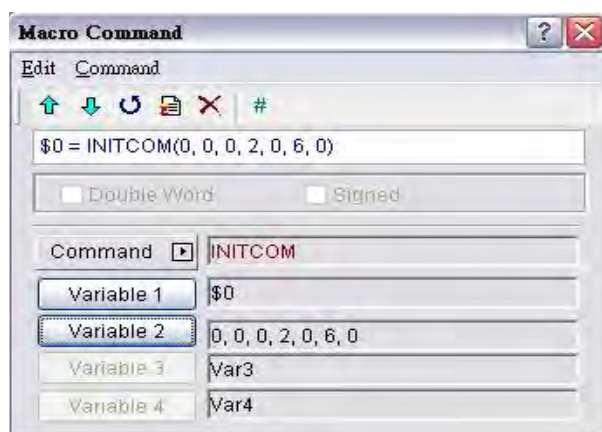 Macro Command
Edit Command
#
$0 = INITCOM(0, 0, 0, 2, 0, 6, 0)
Double Word Signed
Command INITCOM
Variable 1 $0
Variable 2 0, 0, 0, 2, 0, 6, 0
Variable 3 Var3
Variable 4 Var4